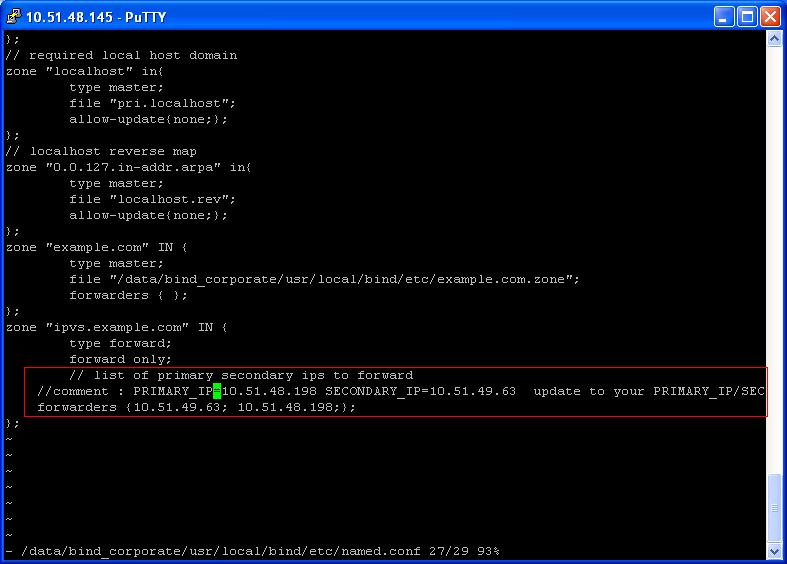 10.51.48.145 - PuTTY
};
// required local host domain
zone "localhost" in{
        type master;
        file "pri.localhost";
        allow-update{none;};
};
// localhost reverse map
zone "0.0.127.in-addr.arpa" in{
        type master;
        file "localhost.rev";
        allow-update{none;};
};
zone "example.com" IN {
        type master;
        file "/data/bind_corporate/usr/local/bind/etc/example.com.zone";
        forwarders { };
};
zone "ipvs.example.com" IN {
        type forward;
        forward only;
        // list of primary secondary ips to forward
    //comment : PRIMARY_IP=10.51.48.198 SECONDARY_IP=10.51.49.63  update to your PRIMARY_IP/SEC
    forwarders {10.51.49.63; 10.51.48.198;};
};
~
~
~
~
~
~
~
- /data/bind_corporate/usr/local/bind/etc/named.conf 27/29 93%